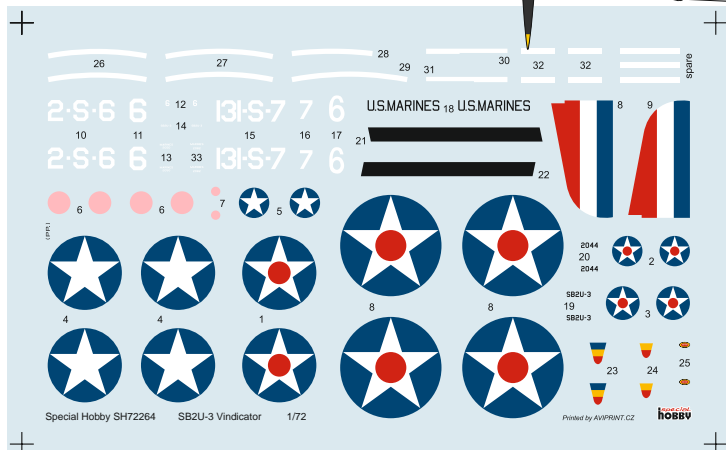 28
26 27 30 32 32 spare
29 31
2-S-6 6 12 131-S-7 7 6 U.S.MARINES 18 U.S.MARINES 8 9
14
10 11 15 16 17 21
2-S-6 6 13 33 131-S-7 7 6
22
6 6 7 5
(P.P.)
2044
20 2
2044
SB2U-3
19 3
SB2U-3
4 4 1 8 8
23 24 25
Special Hobby SH72264 SB2U-3 Vindicator 1/72
Printed by AVIPRINT.CZ
special
HOBBY